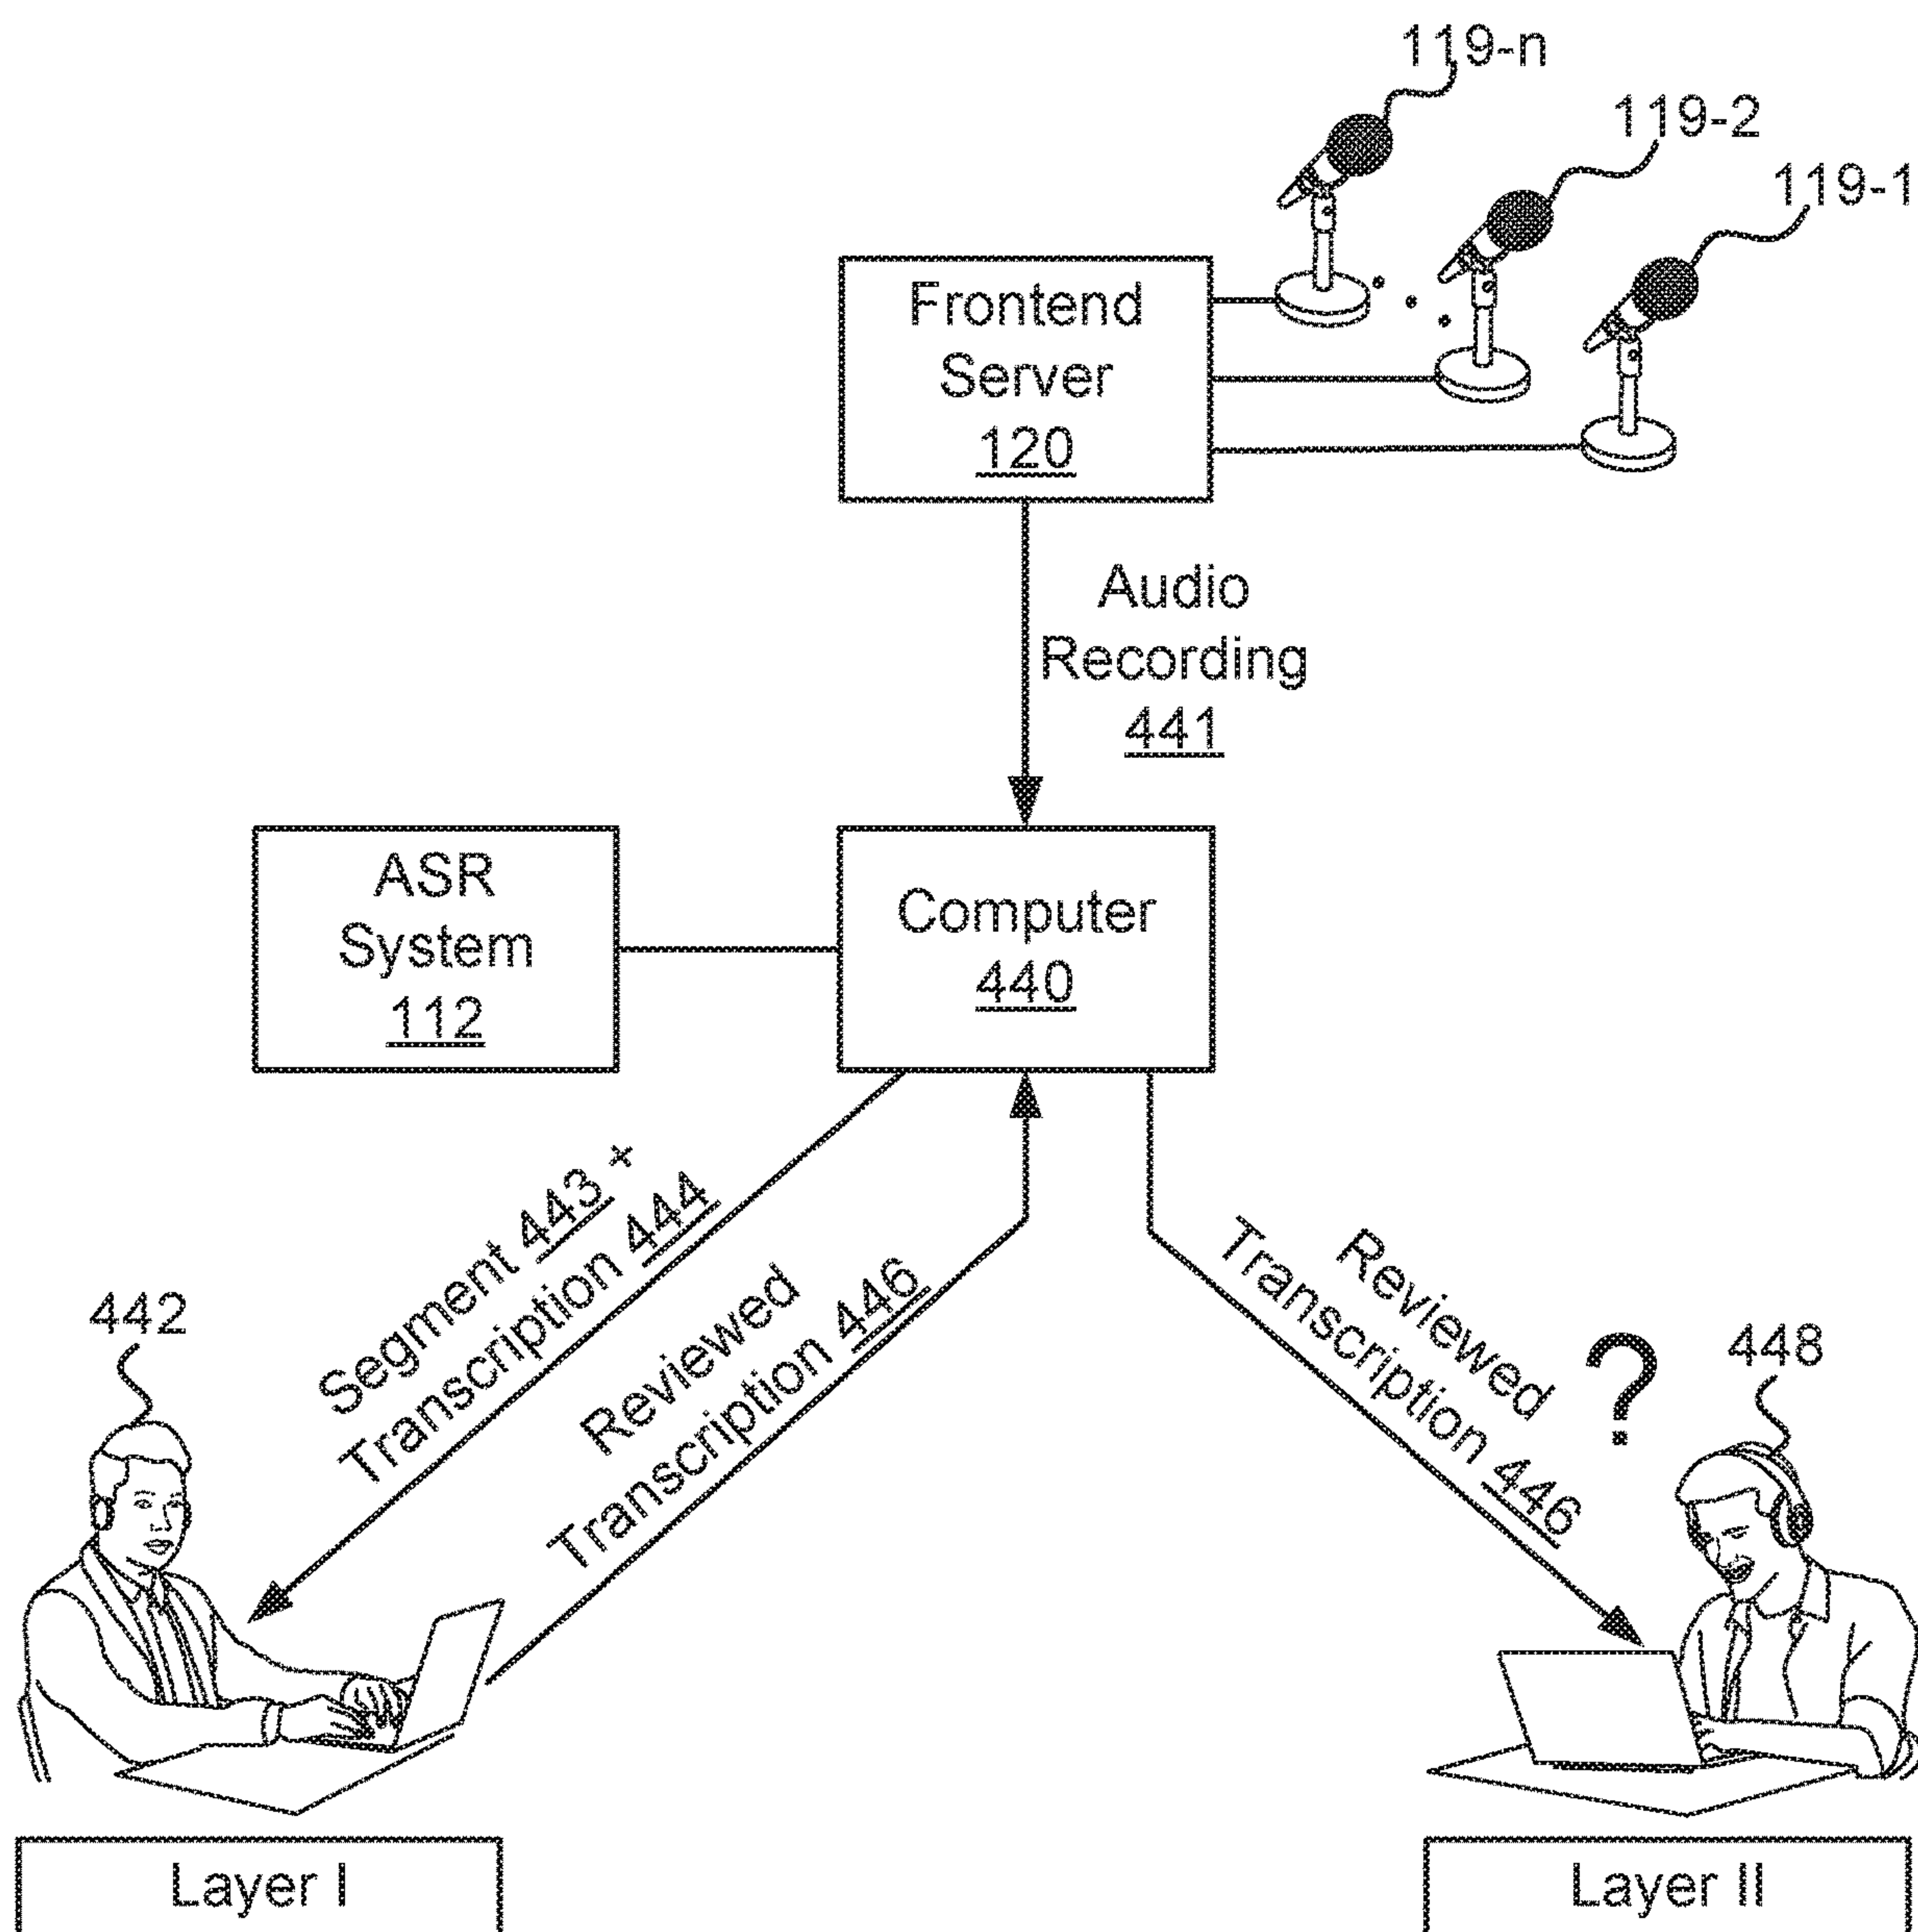 119-n
119-2
119-1
Frontend
Server
120
Audio
Recording
441
ASR
System
112
Computer
440
Segment 443 +
Transcription 444
Reviewed
Transcription 446
Reviewed
Transcription 446
?
442
448
Layer I
Layer II